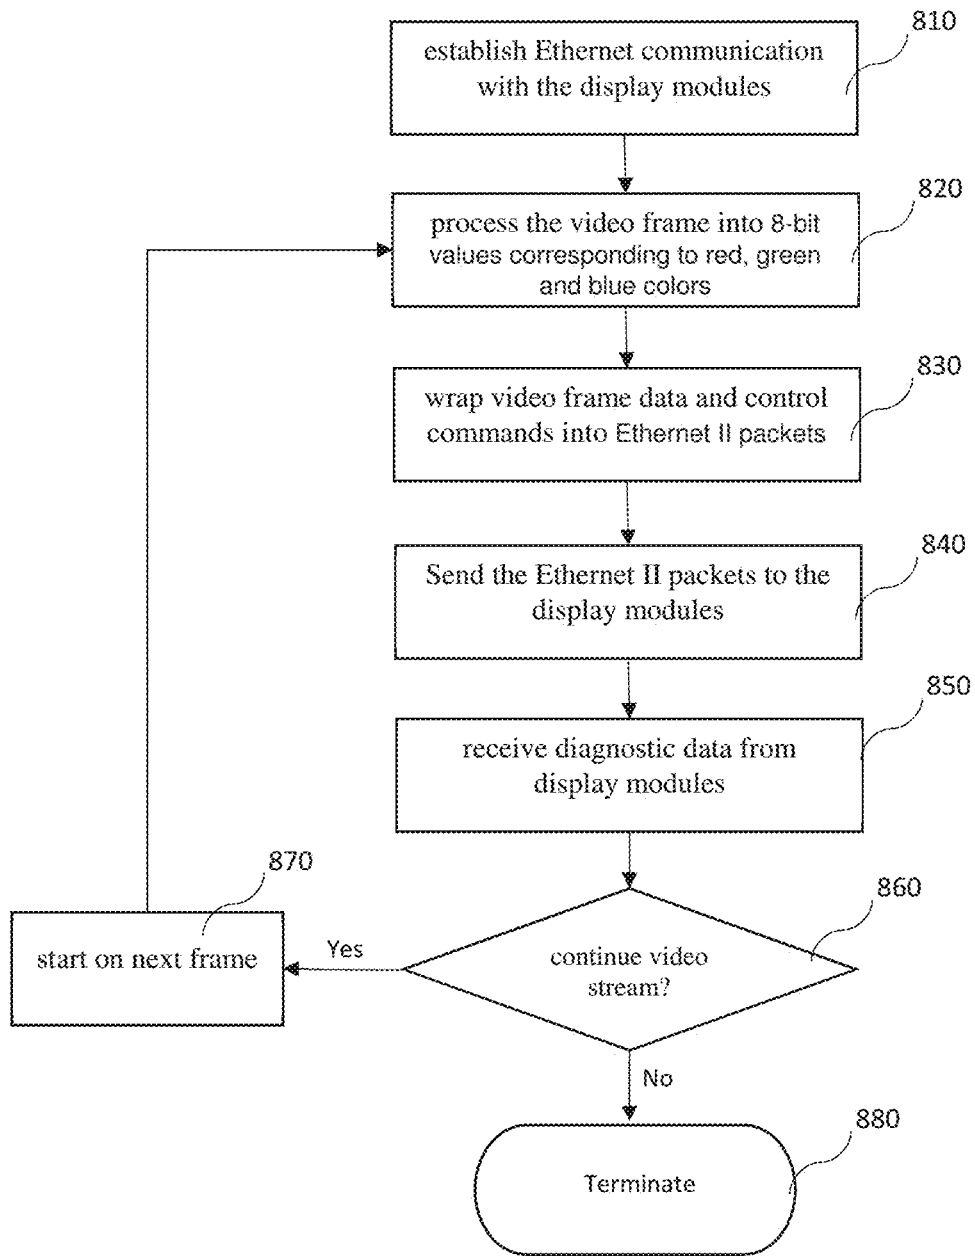 810
establish Ethernet communication
with the display modules
820
process the video frame into 8-bit
values corresponding to red, green
and blue colors
830
wrap video frame data and control
commands into Ethernet II packets
840
Send the Ethernet II packets to the
display modules
850
receive diagnostic data from
display modules
860
continue video
stream?
Yes
870
start on next frame
No
880
Terminate